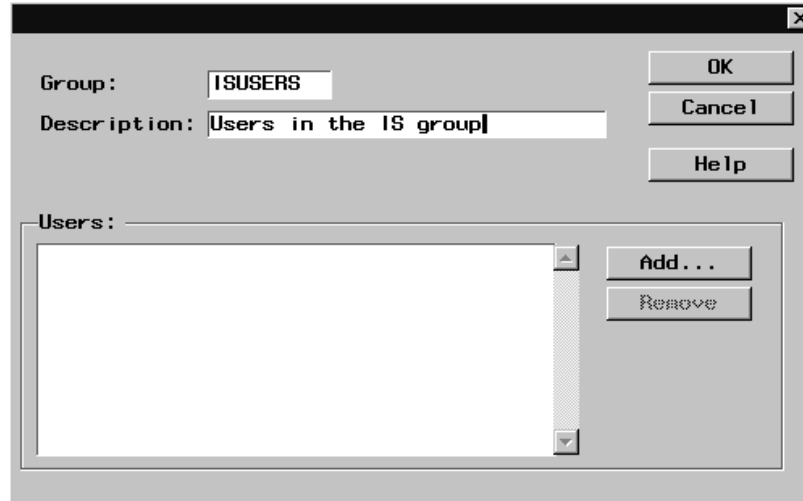 Group: ISUSERS
OK
Description: Users in the IS group
Cancel
Help
Users:
Add...
Remove